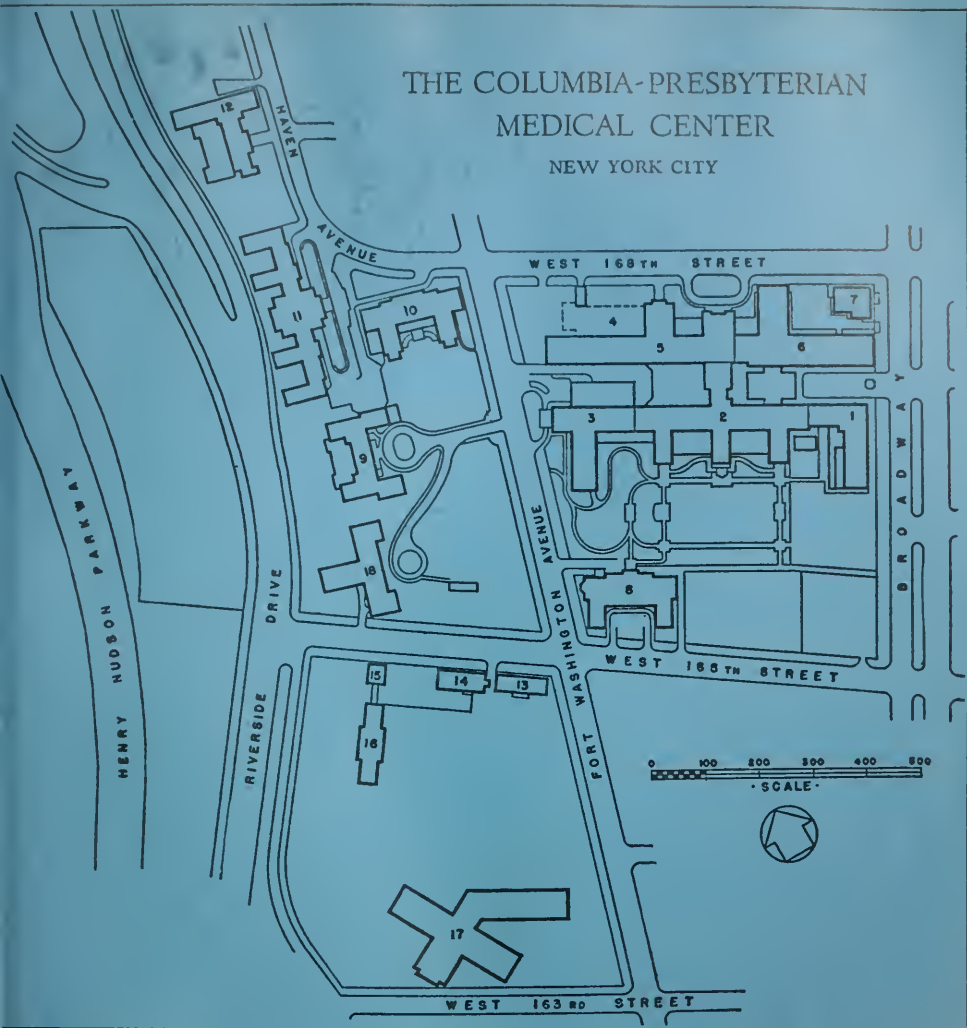 THE COLUMBIA-PRESBYTERIAN
MEDICAL CENTER
NEW YORK CITY
12
HAVEN
AVENUE
WEST 168TH STREET
7
4
11
10
5
6
3
2
1
9
BROADWAY
HENRY HUDSON PARKWAY
18
RIVERSIDE DRIVE
8
FORT WASHINGTON AVENUE
WEST 165TH STREET
15
14
13
16
0 100 200 300 400 500
·SCALE·
17
WEST 163RD STREET